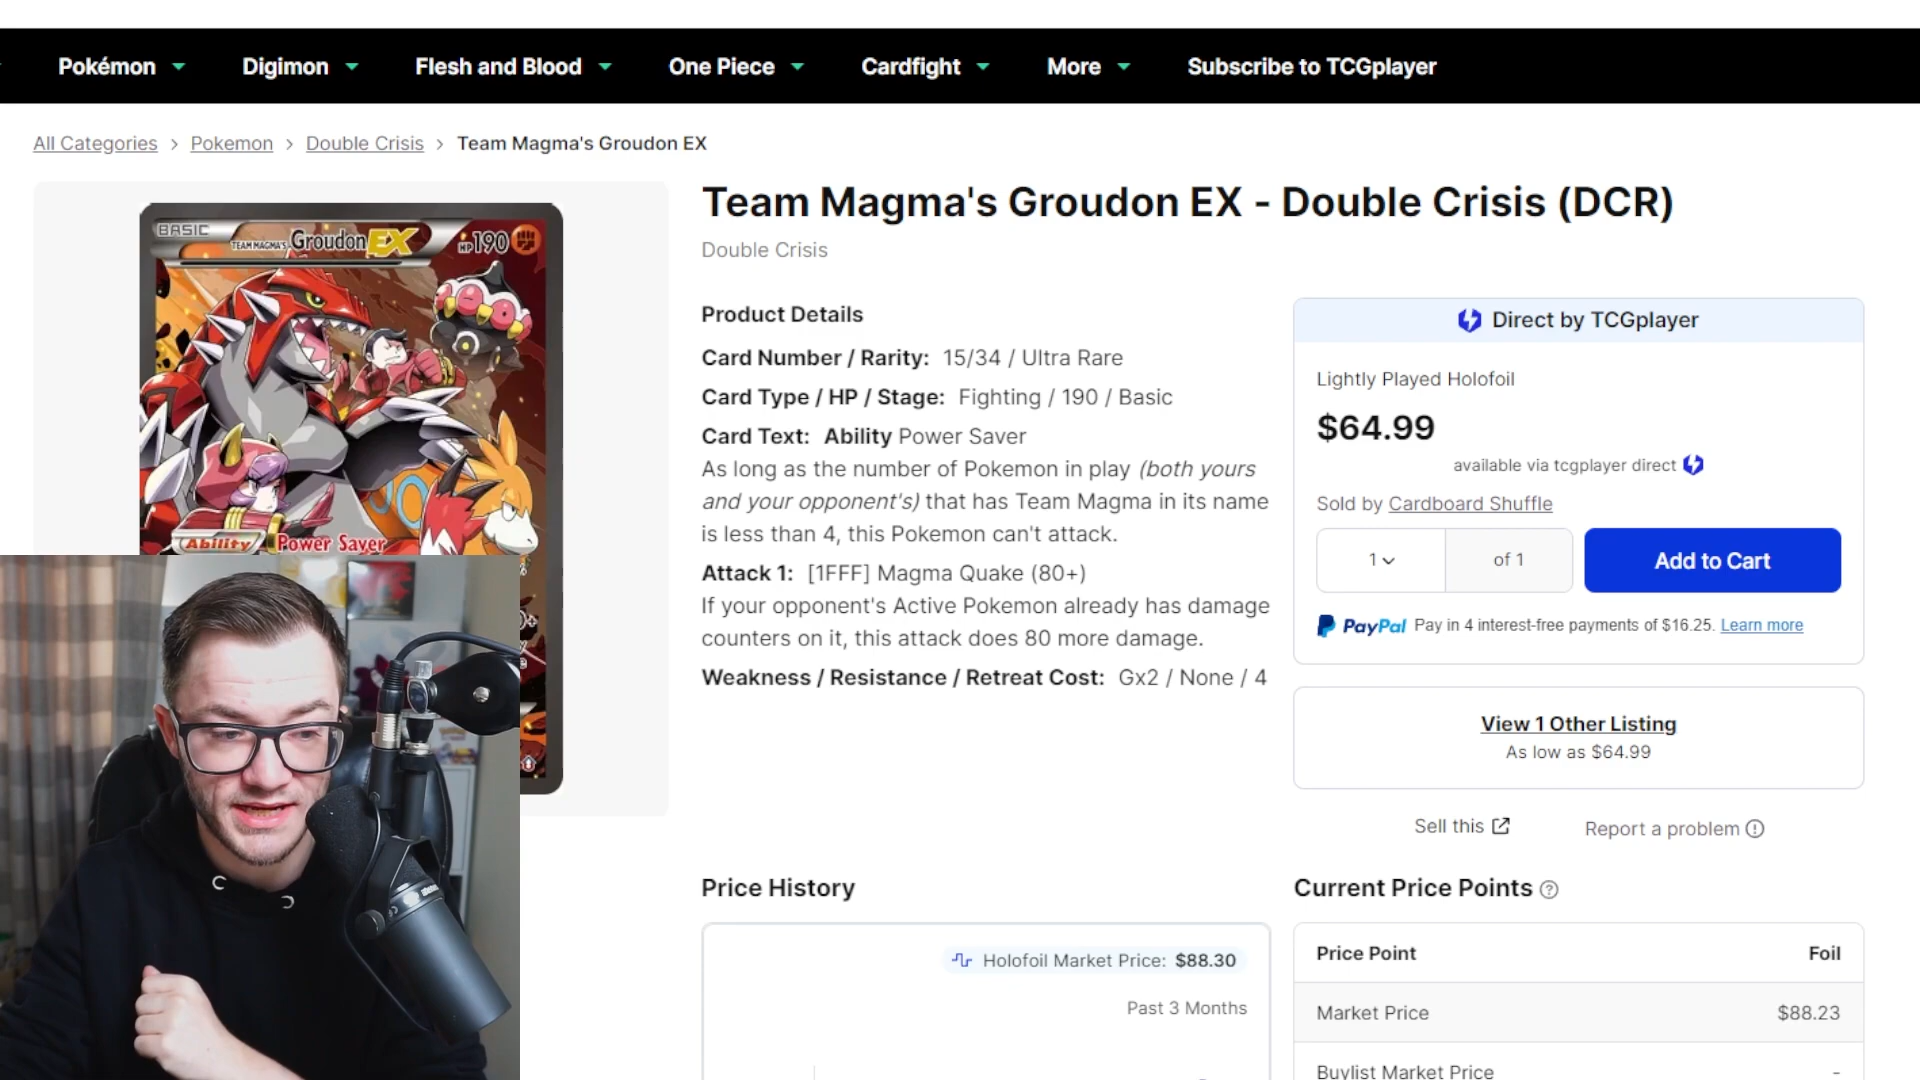 Pokémon Digimon Flesh and Blood One Piece Cardfight More Subscribe to TCGplayer
All Categories > Pokemon > Double Crisis > Team Magma's Groudon EX
BASIC
TEAM MAGMA'S Groudon EX HP190
Ability Power Saver
Team Magma's Groudon EX - Double Crisis (DCR)
Double Crisis
Product Details
Card Number / Rarity: 15/34 / Ultra Rare
Card Type / HP / Stage: Fighting / 190 / Basic
Card Text: Ability Power Saver
As long as the number of Pokemon in play (both yours
and your opponent's) that has Team Magma in its name
is less than 4, this Pokemon can't attack.
Attack 1: [1FFF] Magma Quake (80+)
If your opponent's Active Pokemon already has damage
counters on it, this attack does 80 more damage.
Weakness / Resistance / Retreat Cost: Gx2 / None / 4
Direct by TCGplayer
Lightly Played Holofoil
$64.99
available via tcgplayer direct
Sold by Cardboard Shuffle
1 of 1 Add to Cart
PayPal Pay in 4 interest-free payments of $16.25. Learn more
View 1 Other Listing
As low as $64.99
Sell this Report a problem
Price History
Holofoil Market Price: $88.30
Past 3 Months
Current Price Points
Price Point Foil
Market Price $88.23
Buylist Market Price -